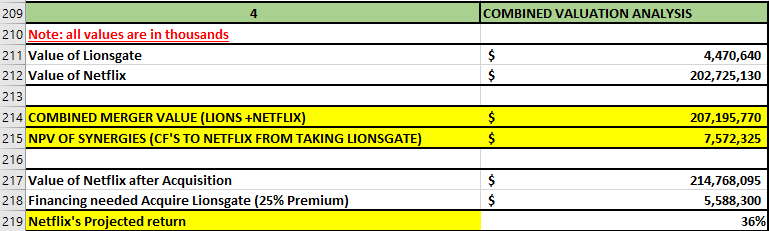 209 4 COMBINED VALUATION ANALYSIS
210 Note: all values are in thousands
211 Value of Lionsgate $ 4,470,640
212 Value of Netflix $ 202,725,130
213
214 COMBINED MERGER VALUE (LIONS +NETFLIX) $ 207,195,770
215 NPV OF SYNERGIES (CF'S TO NETFLIX FROM TAKING LIONSGATE) $ 7,572,325
216
217 Value of Netflix after Acquisition $ 214,768,095
218 Financing needed Acquire Lionsgate (25% Premium) $ 5,588,300
219 Netflix's Projected return 36%